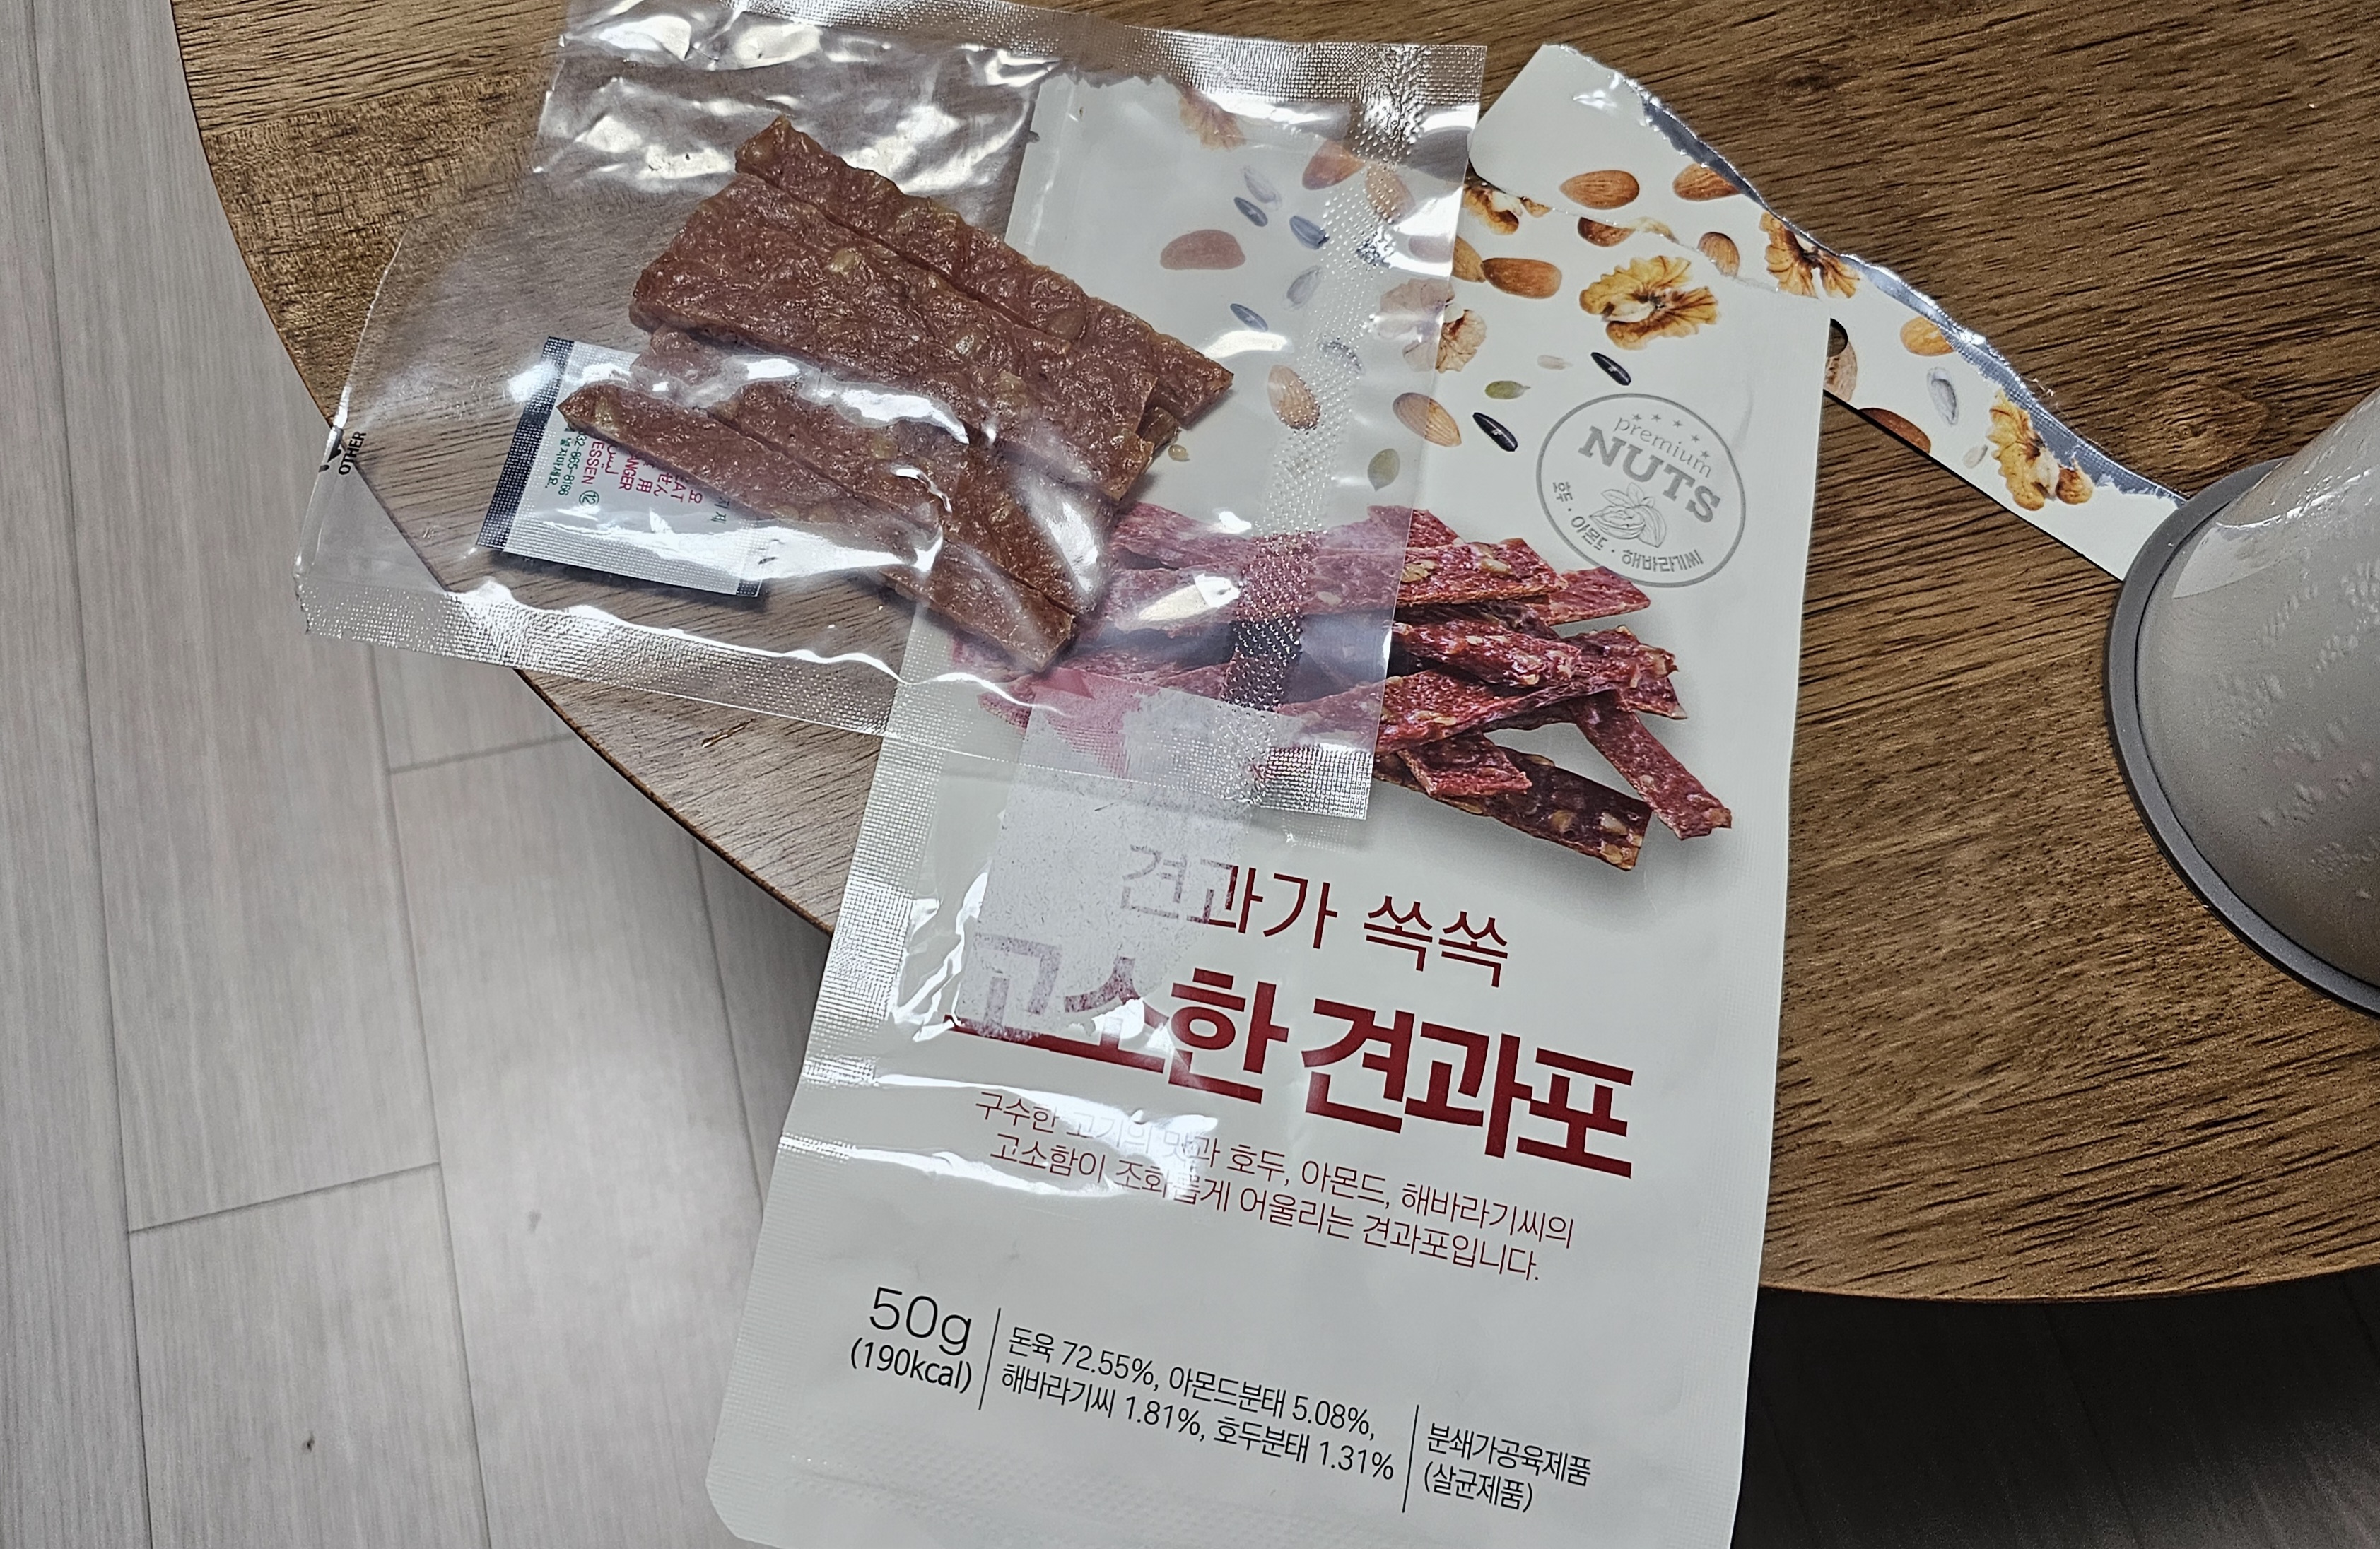 OTHER
premium
NUTS
호두 · 아몬드 · 해바라기씨
견과가 쏙쏙
고소한 견과포
구수한 고기의 맛과 호두, 아몬드, 해바라기씨의
고소함이 조화롭게 어울리는 견과포입니다.
50g
(190kcal)
돈육 72.55%, 아몬드분태 5.08%,
해바라기씨 1.81%, 호두분태 1.31%
분쇄가공육제품
(살균제품)